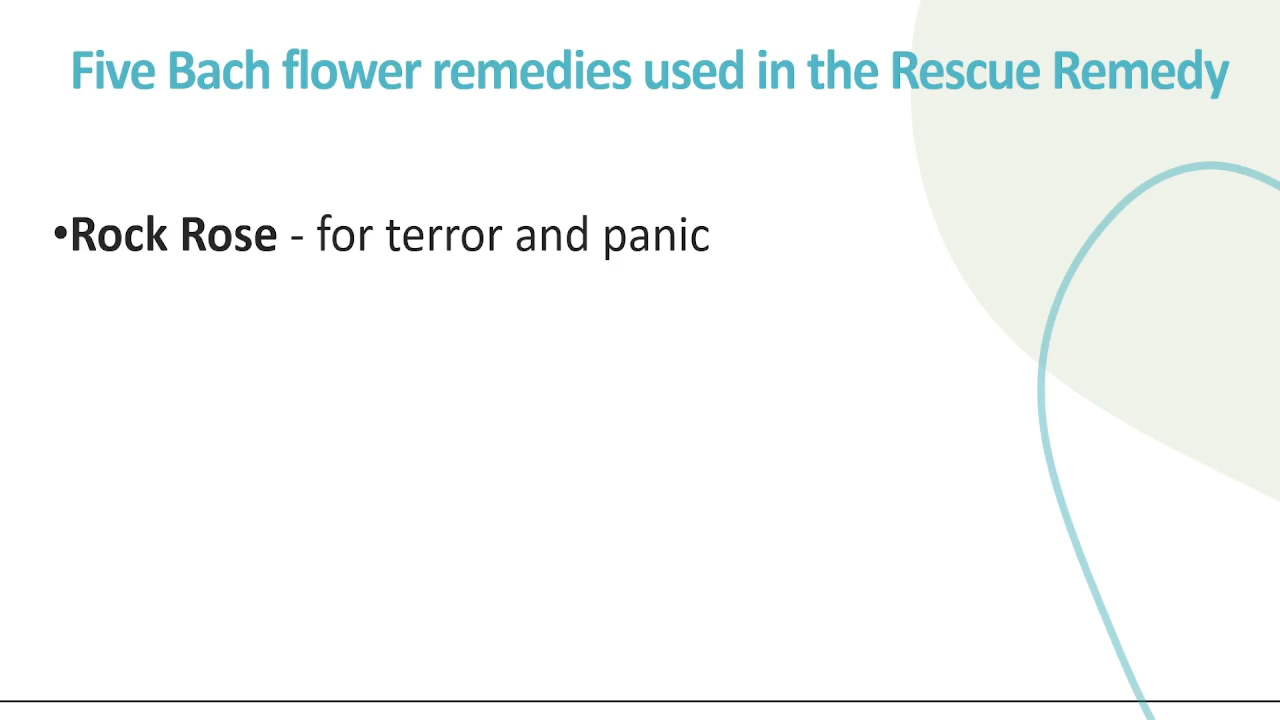 Five Bach flower remedies used in the Rescue Remedy
•Rock Rose - for terror and panic